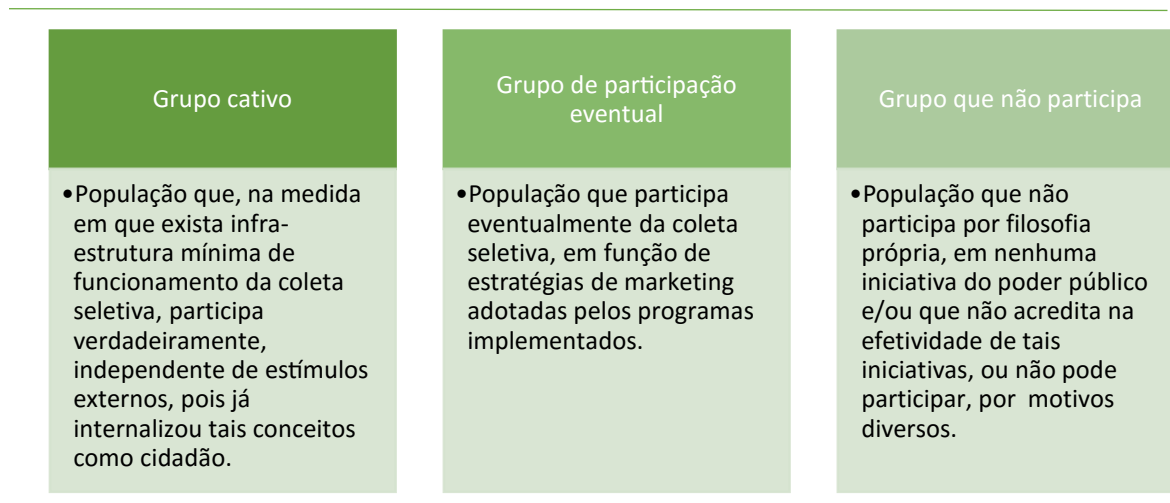 Grupo cativo
•População que, na medida
em que exista infra-
estrutura mínima de
funcionamento da coleta
seletiva, participa
verdadeiramente,
independente de estímulos
externos, pois já
internalizou tais conceitos
como cidadão.
Grupo de participação
eventual
•População que participa
eventualmente da coleta
seletiva, em função de
estratégias de marketing
adotadas pelos programas
implementados.
Grupo que não participa
•População que não
participa por filosofia
própria, em nenhuma
iniciativa do poder público
e/ou que não acredita na
efetividade de tais
iniciativas, ou não pode
participar, por  motivos
diversos.